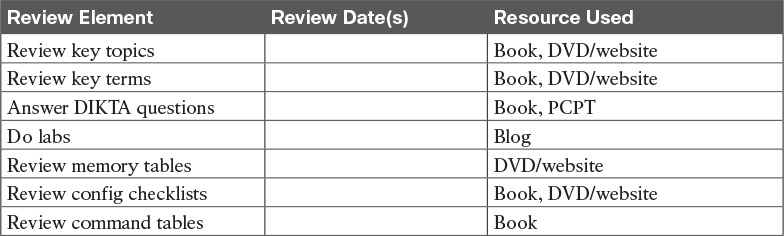 Review Element Review Date(s) Resource Used
Review key topics Book, DVD/website
Review key terms Book, DVD/website
Answer DIKTA questions Book, PCPT
Do labs Blog
Review memory tables DVD/website
Review config checklists Book, DVD/website
Review command tables Book